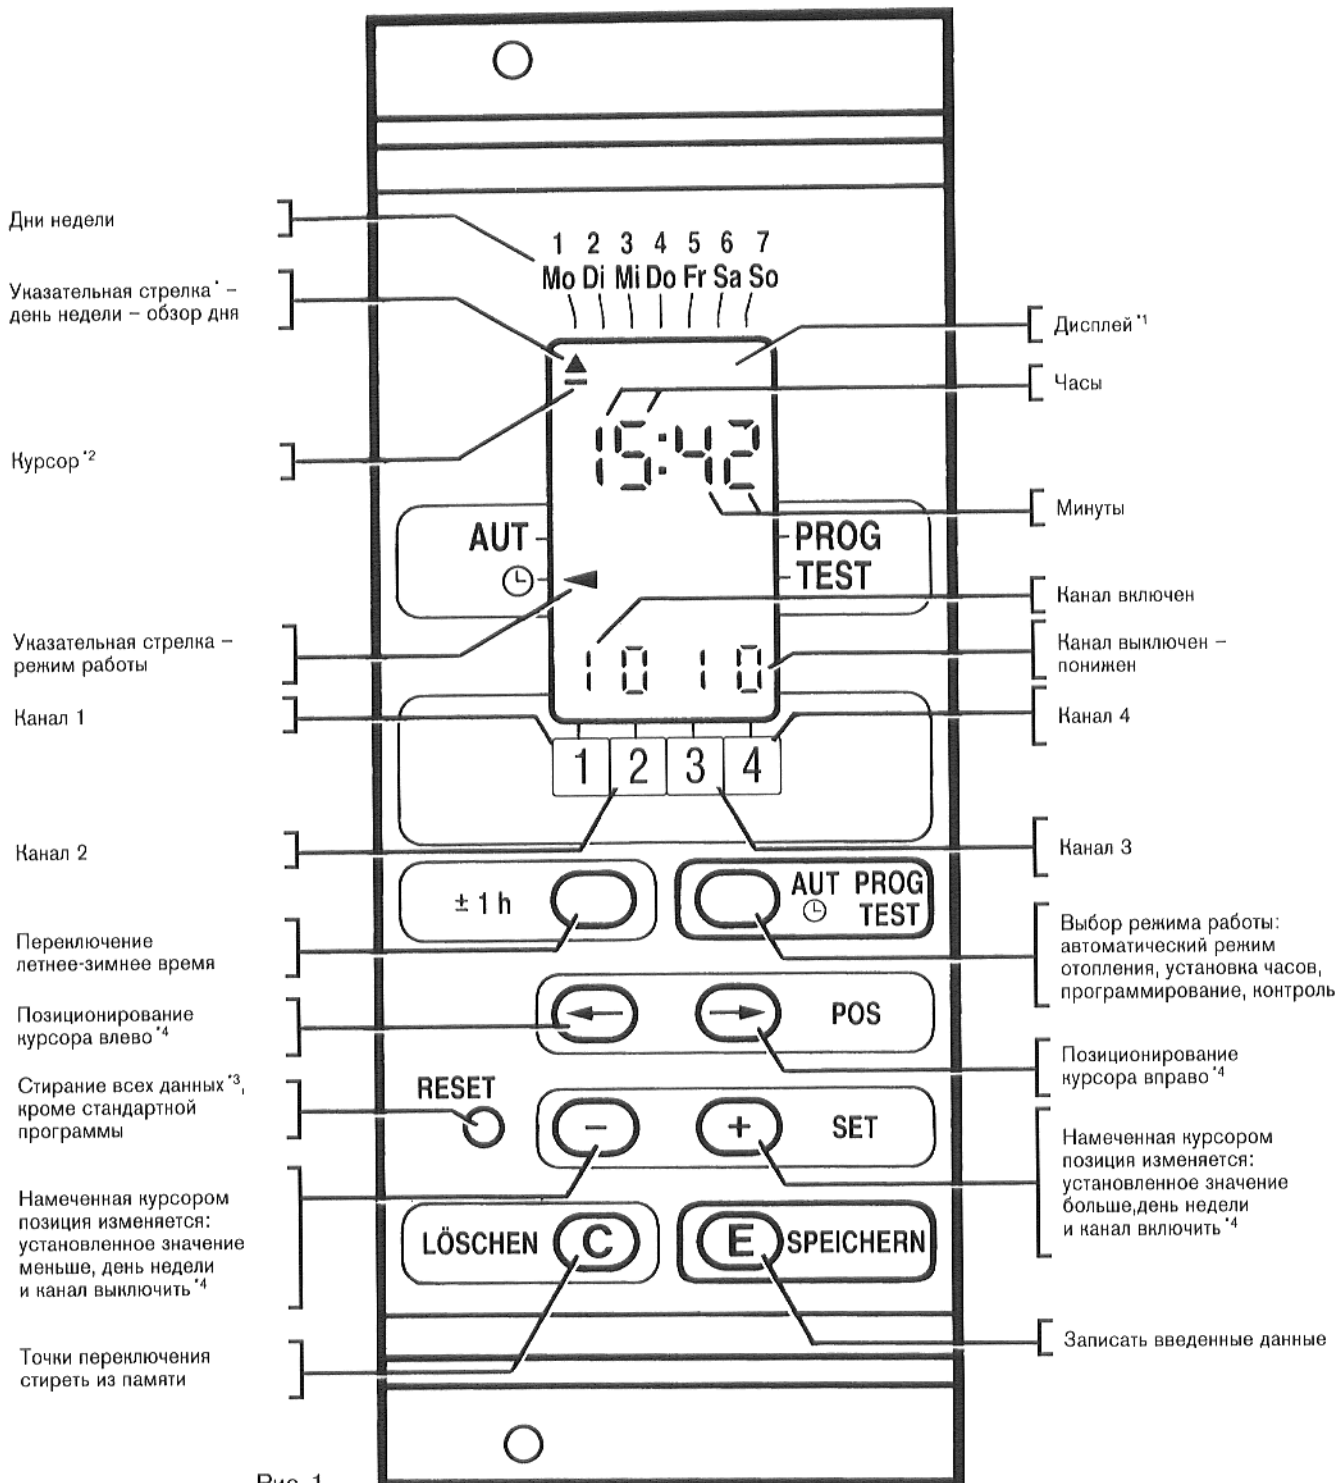 Дни недели
Указательная стрелка* –
день недели – обзор дня
Курсор*2
Указательная стрелка –
режим работы
Канал 1
Канал 2
Переключение
летнее-зимнее время
Позиционирование
курсора влево*4
Стирание всех данных*3,
кроме стандартной
программы
Намеченная курсором
позиция изменяется:
установленное значение
меньше, день недели
и канал выключить*4
Точки переключения
стиреть из памяти
1 2 3 4 5 6 7
Mo Di Mi Do Fr Sa So
15:42
AUT
PROG
TEST
10 10
1 2 3 4
± 1 h
AUT PROG
TEST
POS
RESET
– + SET
LÖSCHEN C E SPEICHERN
Дисплей*1
Часы
Минуты
Канал включен
Канал выключен –
понижен
Канал 4
Канал 3
Выбор режима работы:
автоматический режим
отопления, установка часов,
программирование, контроль
Позиционирование
курсора вправо*4
Намеченная курсором
позиция изменяется:
установленное значение
больше,день недели
и канал включить*4
Записать введенные данные
Рис. 1